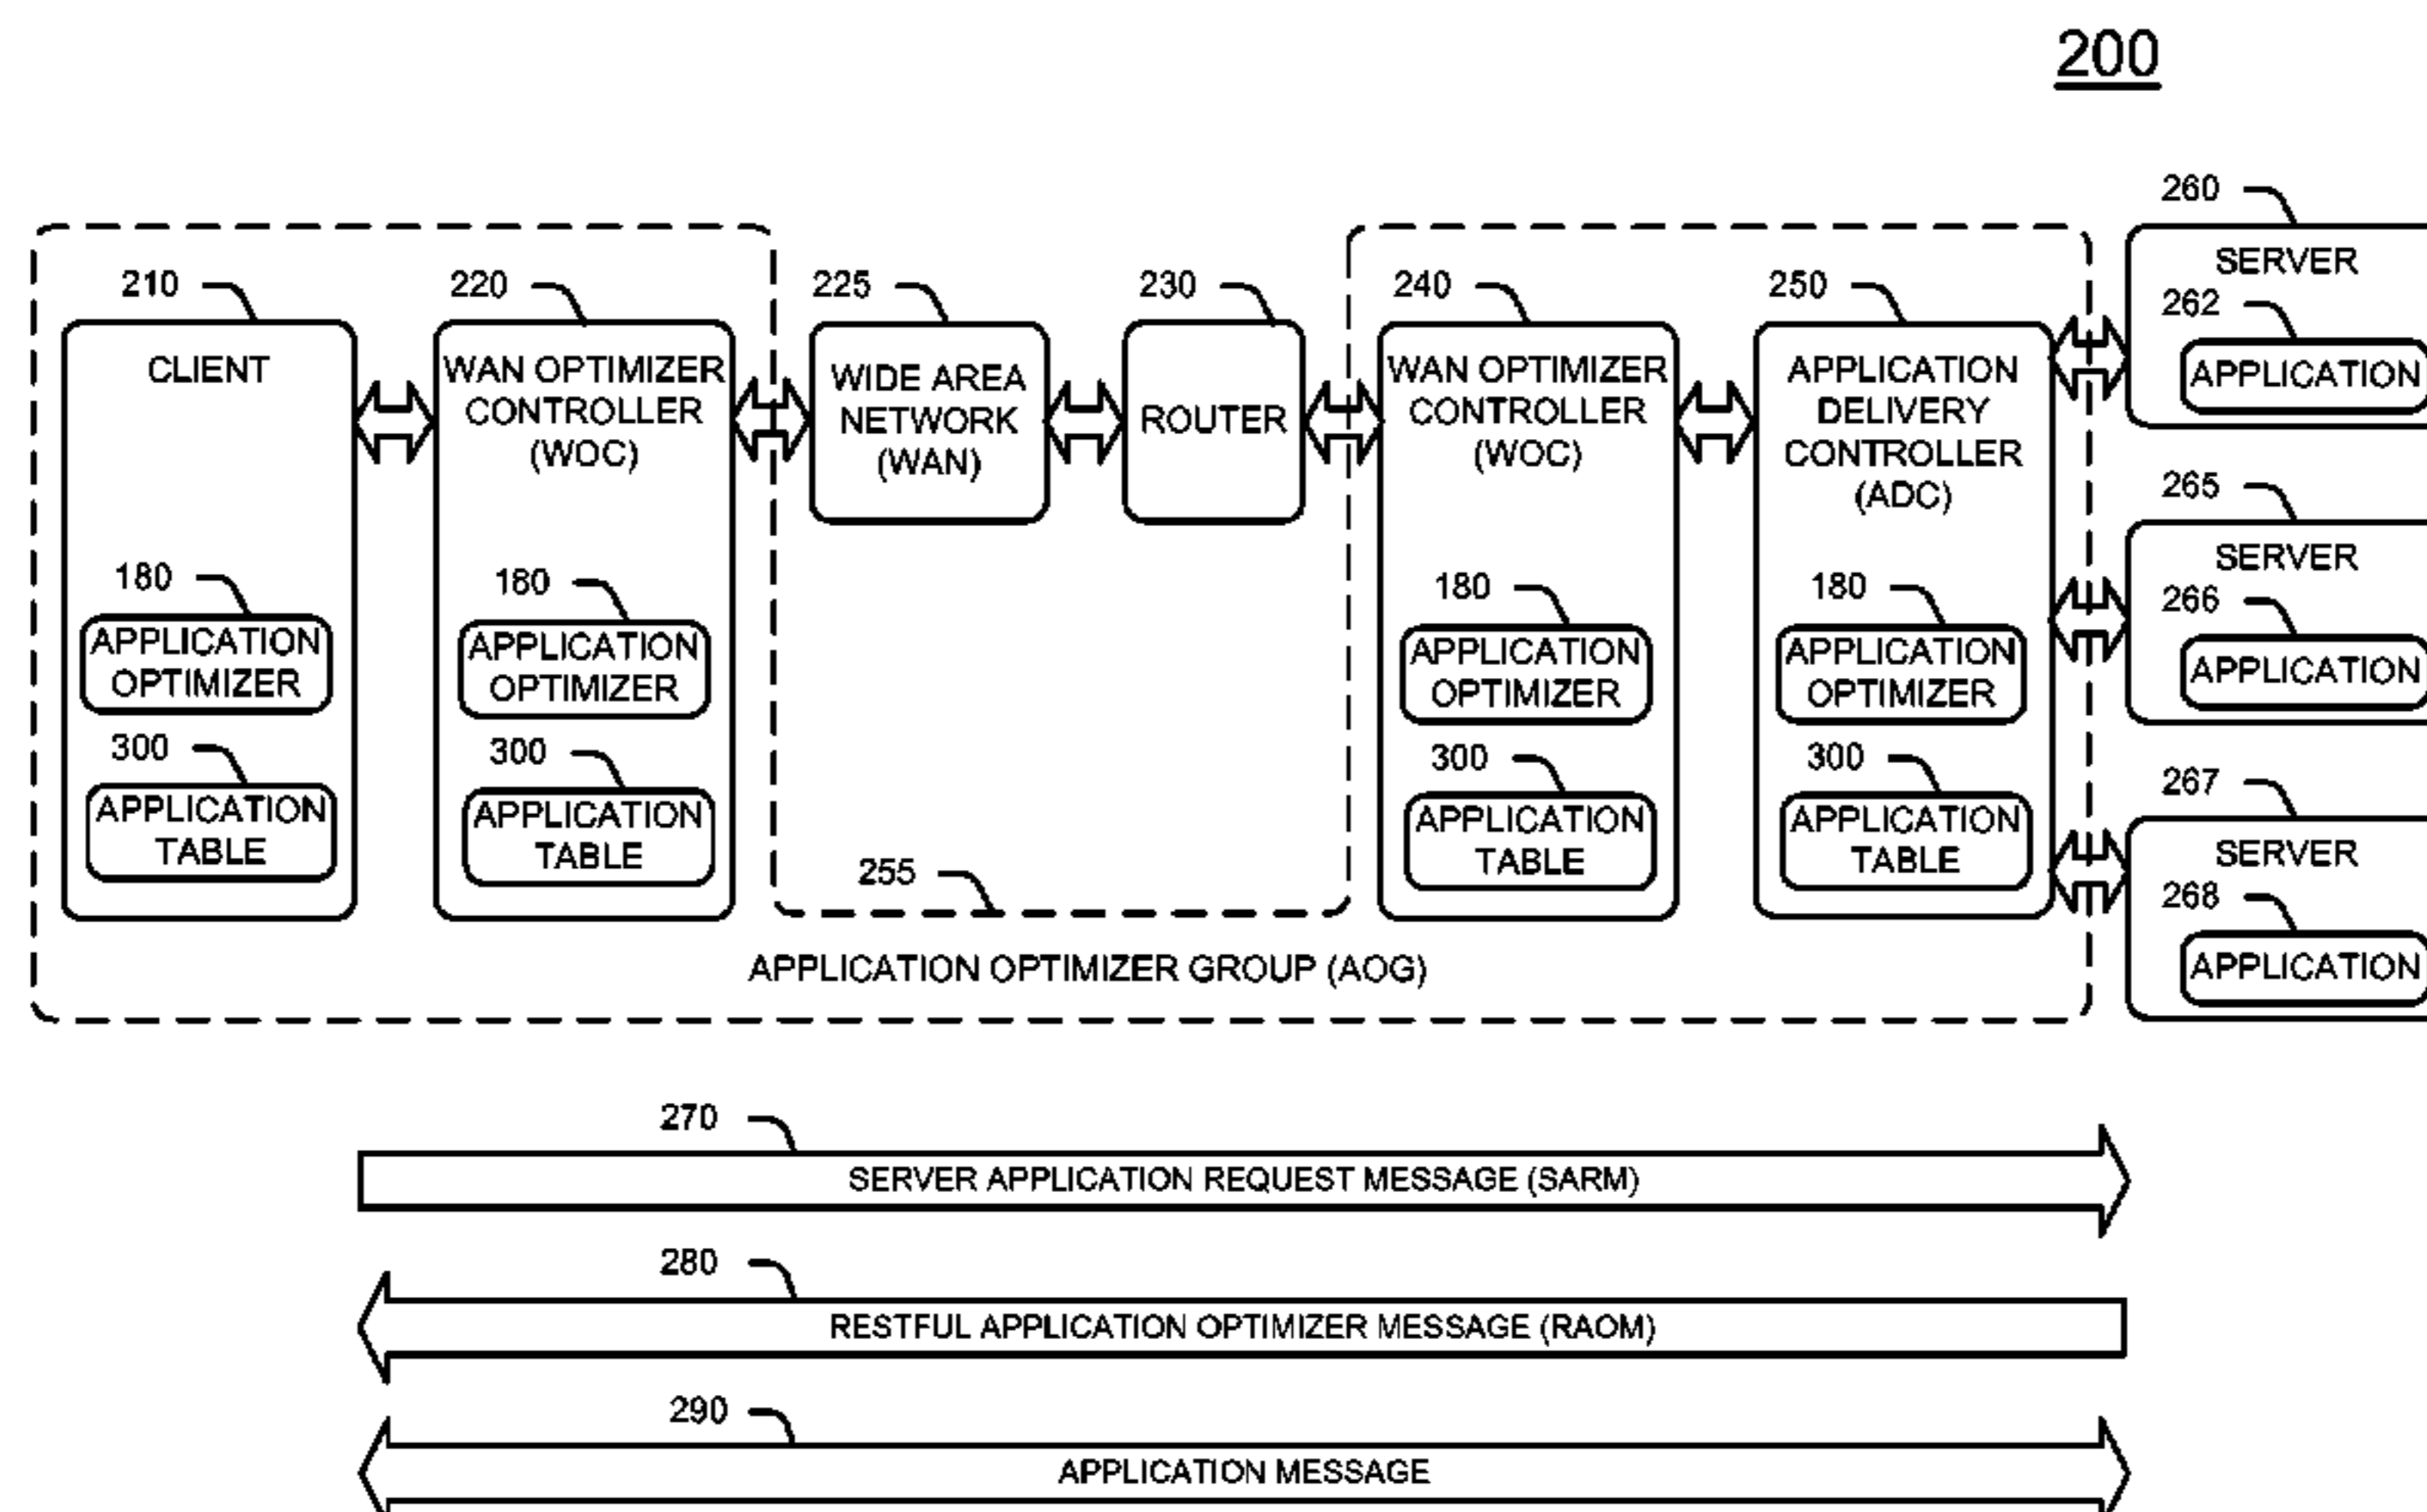 200
210
CLIENT
180
APPLICATION
OPTIMIZER
300
APPLICATION
TABLE
220
WAN OPTIMIZER
CONTROLLER
(WOC)
180
APPLICATION
OPTIMIZER
300
APPLICATION
TABLE
225
WIDE AREA
NETWORK
(WAN)
230
ROUTER
240
WAN OPTIMIZER
CONTROLLER
(WOC)
180
APPLICATION
OPTIMIZER
300
APPLICATION
TABLE
250
APPLICATION
DELIVERY
CONTROLLER
(ADC)
180
APPLICATION
OPTIMIZER
300
APPLICATION
TABLE
255
APPLICATION OPTIMIZER GROUP (AOG)
260
SERVER
262
APPLICATION
265
SERVER
266
APPLICATION
267
SERVER
268
APPLICATION
270
SERVER APPLICATION REQUEST MESSAGE (SARM)
280
RESTFUL APPLICATION OPTIMIZER MESSAGE (RAOM)
290
APPLICATION MESSAGE